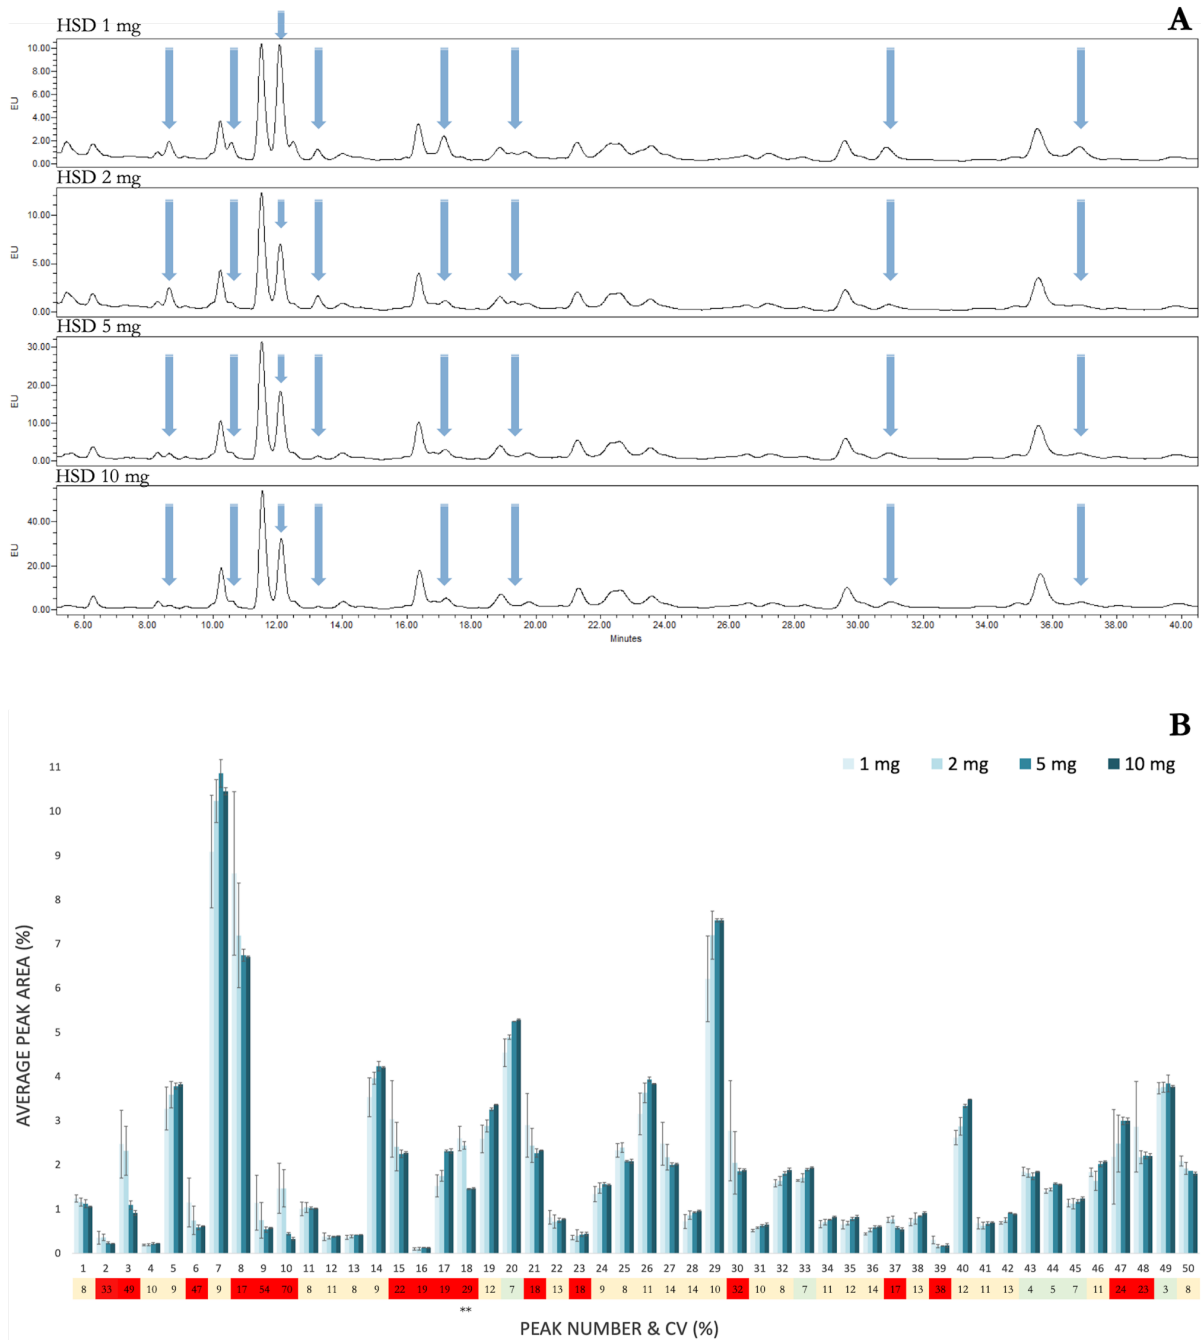 A
HSD 1 mg
10.00
8.00
6.00
EU
4.00
2.00
0.00
HSD 2 mg
10.00
EU
5.00
0.00
HSD 5 mg
30.00
20.00
EU
10.00
0.00
HSD 10 mg
40.00
EU
20.00
0.00
6.00 8.00 10.00 12.00 14.00 16.00 18.00 20.00 22.00 24.00 26.00 28.00 30.00 32.00 34.00 36.00 38.00 40.00
Minutes
B
1 mg 2 mg 5 mg 10 mg
11
10
9
8
7
6
5
4
3
2
1
0
AVERAGE PEAK AREA (%)
1 2 3 4 5 6 7 8 9 10 11 12 13 14 15 16 17 18 19 20 21 22 23 24 25 26 27 28 29 30 31 32 33 34 35 36 37 38 39 40 41 42 43 44 45 46 47 48 49 50
8 33 49 10 9 47 9 17 54 70 8 11 8 9 22 19 19 29 12 7 18 12 18 9 8 11 14 14 10 32 10 8 7 11 12 14 17 13 38 12 11 13 4 5 7 11 24 23 3 8
**
PEAK NUMBER & CV (%)